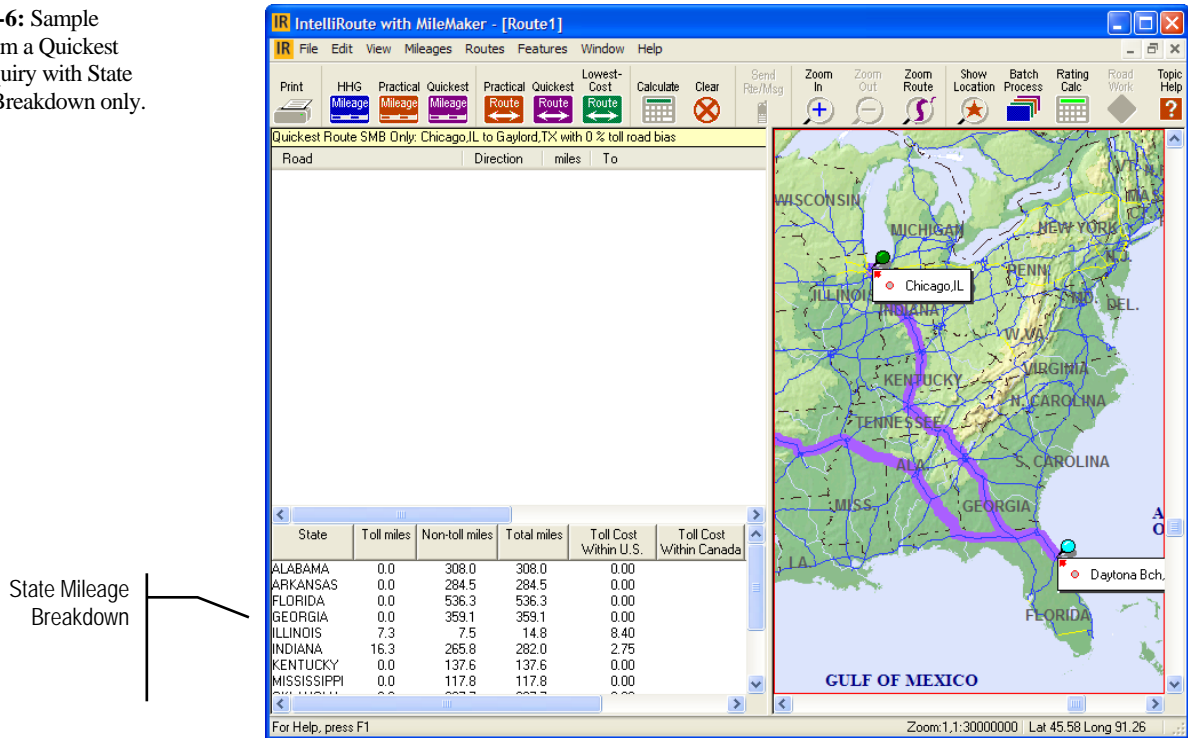 -6: Sample
m a Quickest
uiry with State
Breakdown only.
State Mileage
Breakdown
IR IntelliRoute with MileMaker - [Route1]
IR File Edit View Mileages Routes Features Window Help
Print
HHG Mileage
Practical Mileage
Quickest Mileage
Practical Route
Quickest Route
Lowest-Cost Route
Calculate
Clear
Send Rte/Msg
Zoom In
Zoom Out
Zoom Route
Show Location
Batch Process
Rating Calc
Road Work
Topic Help ?
Quickest Route SMB Only: Chicago,IL to Gaylord,TX with 0 % toll road bias
Road Direction miles To
State Toll miles Non-toll miles Total miles Toll Cost Within U.S. Toll Cost Within Canada
ALABAMA 0.0 308.0 308.0 0.00
ARKANSAS 0.0 284.5 284.5 0.00
FLORIDA 0.0 536.3 536.3 0.00
GEORGIA 0.0 359.1 359.1 0.00
ILLINOIS 7.3 7.5 14.8 8.40
INDIANA 16.3 265.8 282.0 2.75
KENTUCKY 0.0 137.6 137.6 0.00
MISSISSIPPI 0.0 117.8 117.8 0.00
VT.
WISCONSIN
MAS
MICHIGAN
NEW YORK
CT.
N.J.
PENN
Chicago,IL
ILLINOI
INDIANA
MD.
DEL.
W.VA.
VIRGINIA
KENTUCKY
N. CAROLINA
TENNESSEE
ALA.
S. CAROLINA
MISS.
GEORGIA
A
O
LA.
Daytona Bch,
FLORIDA
GULF OF MEXICO
For Help, press F1
Zoom:1,1:30000000 Lat 45.58 Long 91.26